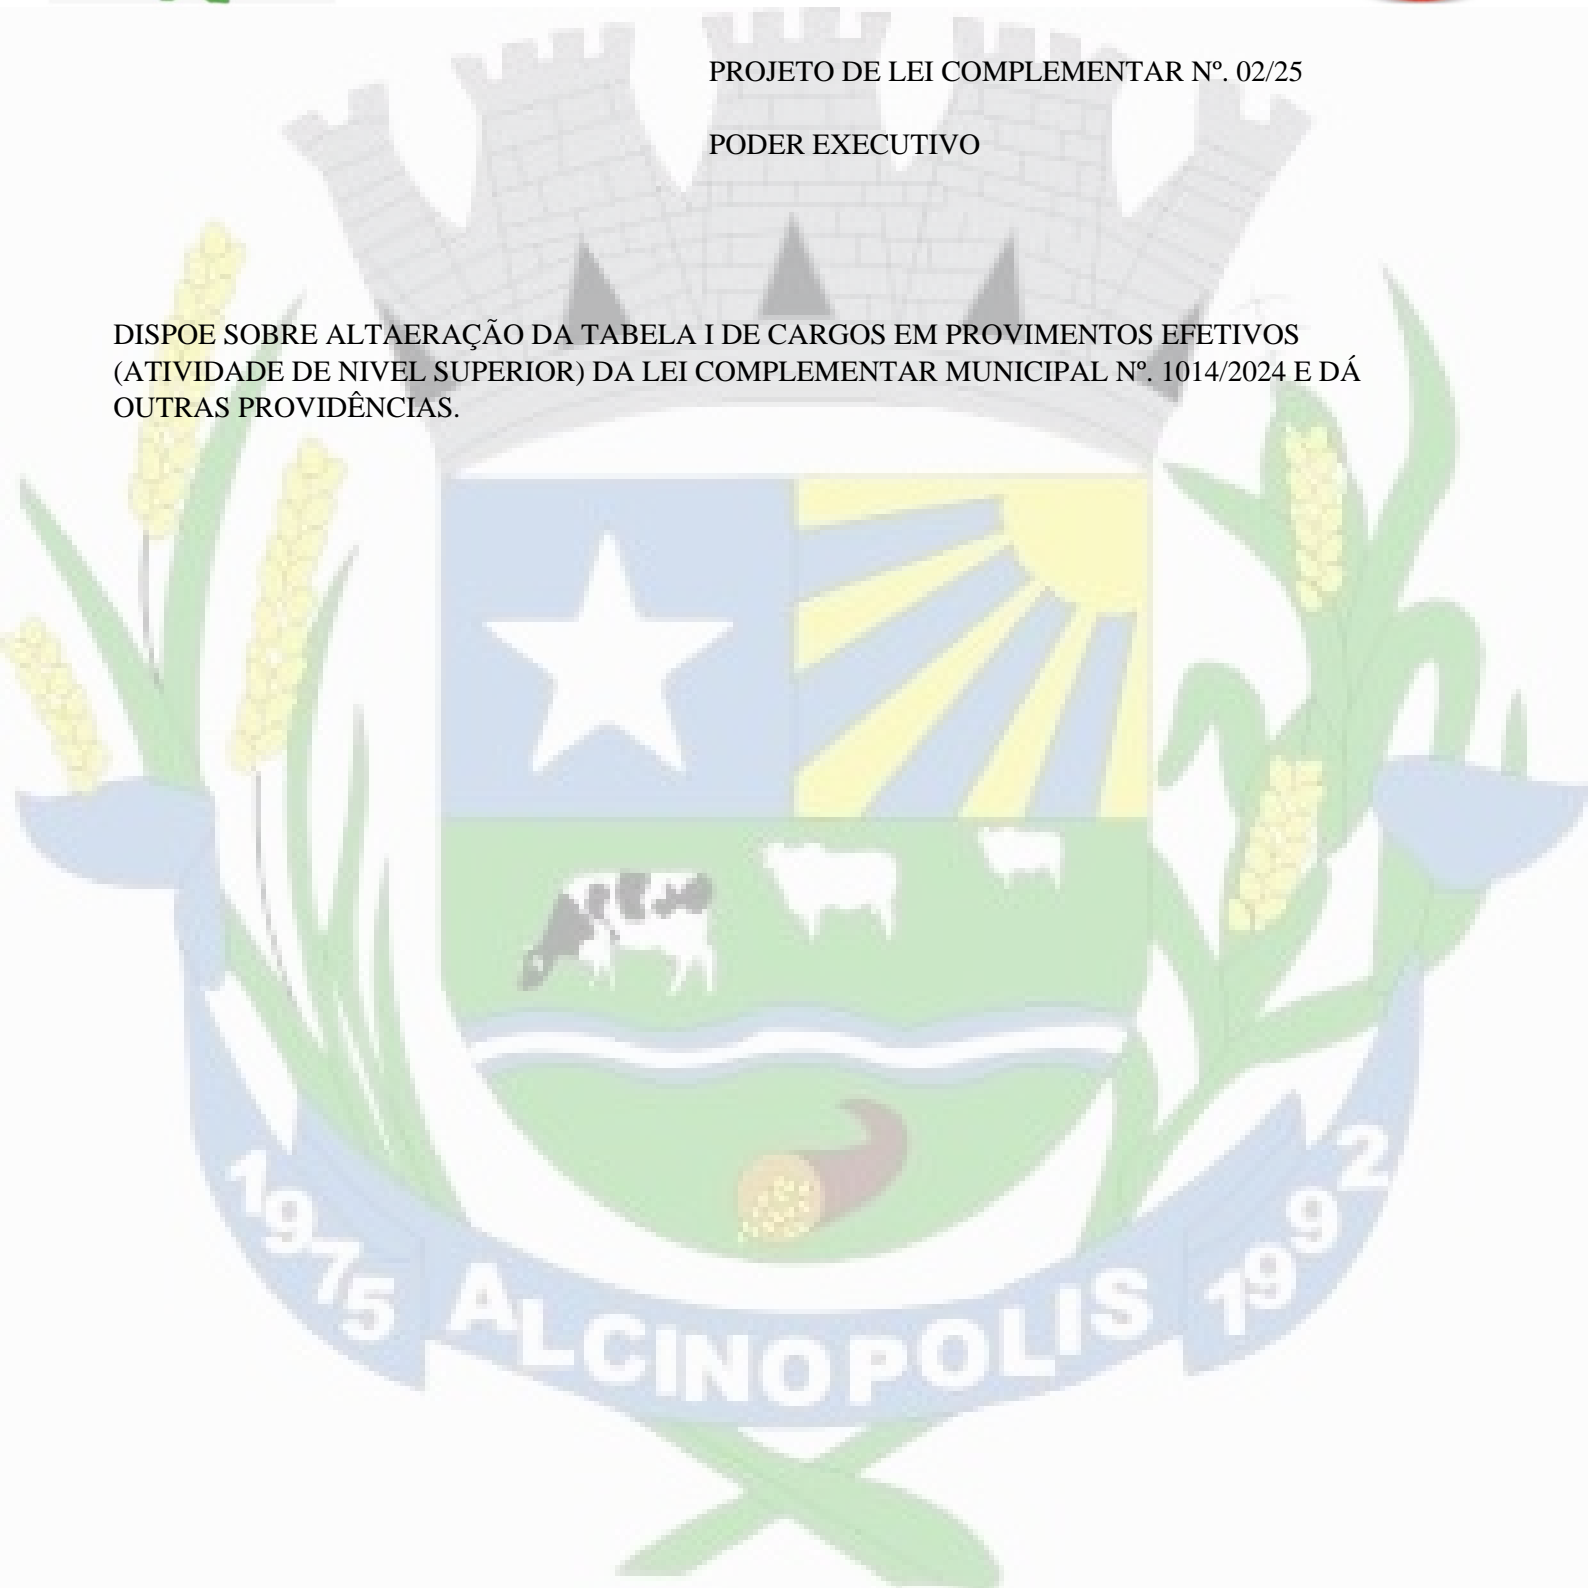 PROJETO DE LEI COMPLEMENTAR Nº. 02/25
PODER EXECUTIVO
DISPOE SOBRE ALTAERAÇÃO DA TABELA I DE CARGOS EM PROVIMENTOS EFETIVOS
(ATIVIDADE DE NIVEL SUPERIOR) DA LEI COMPLEMENTAR MUNICIPAL Nº. 1014/2024 E DÁ
OUTRAS PROVIDÊNCIAS.
1975 ALCINOPOLIS 1992